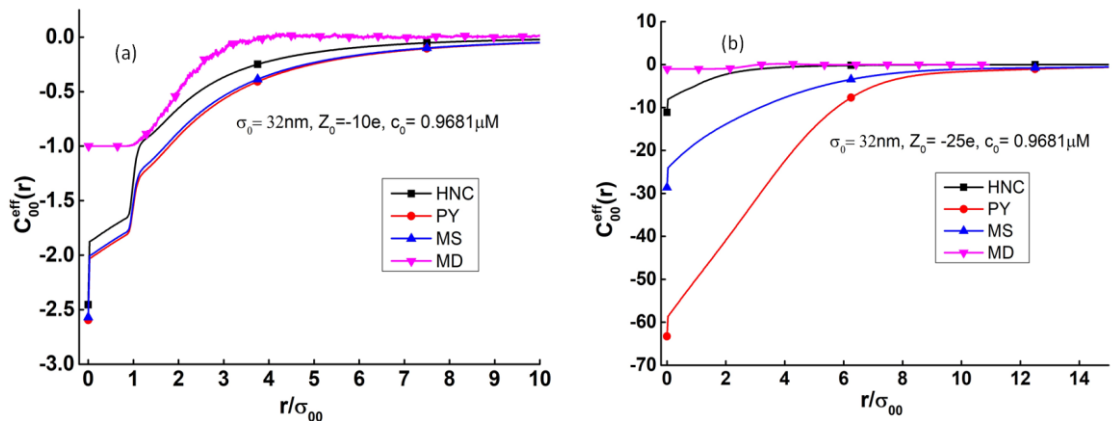 (a)
0.0
-0.5
-1.0
-1.5
-2.0
-2.5
-3.0
C₀₀ᵉᶠᶠ(r)
σ₀= 32nm, Z₀=-10e, c₀= 0.9681μM
HNC
PY
MS
MD
0 1 2 3 4 5 6 7 8 9 10
r/σ₀₀
(b)
10
0
-10
-20
-30
-40
-50
-60
-70
C₀₀ᵉᶠᶠ(r)
σ₀= 32nm, Z₀= -25e, c₀= 0.9681μM
HNC
PY
MS
MD
0 2 4 6 8 10 12 14
r/σ₀₀